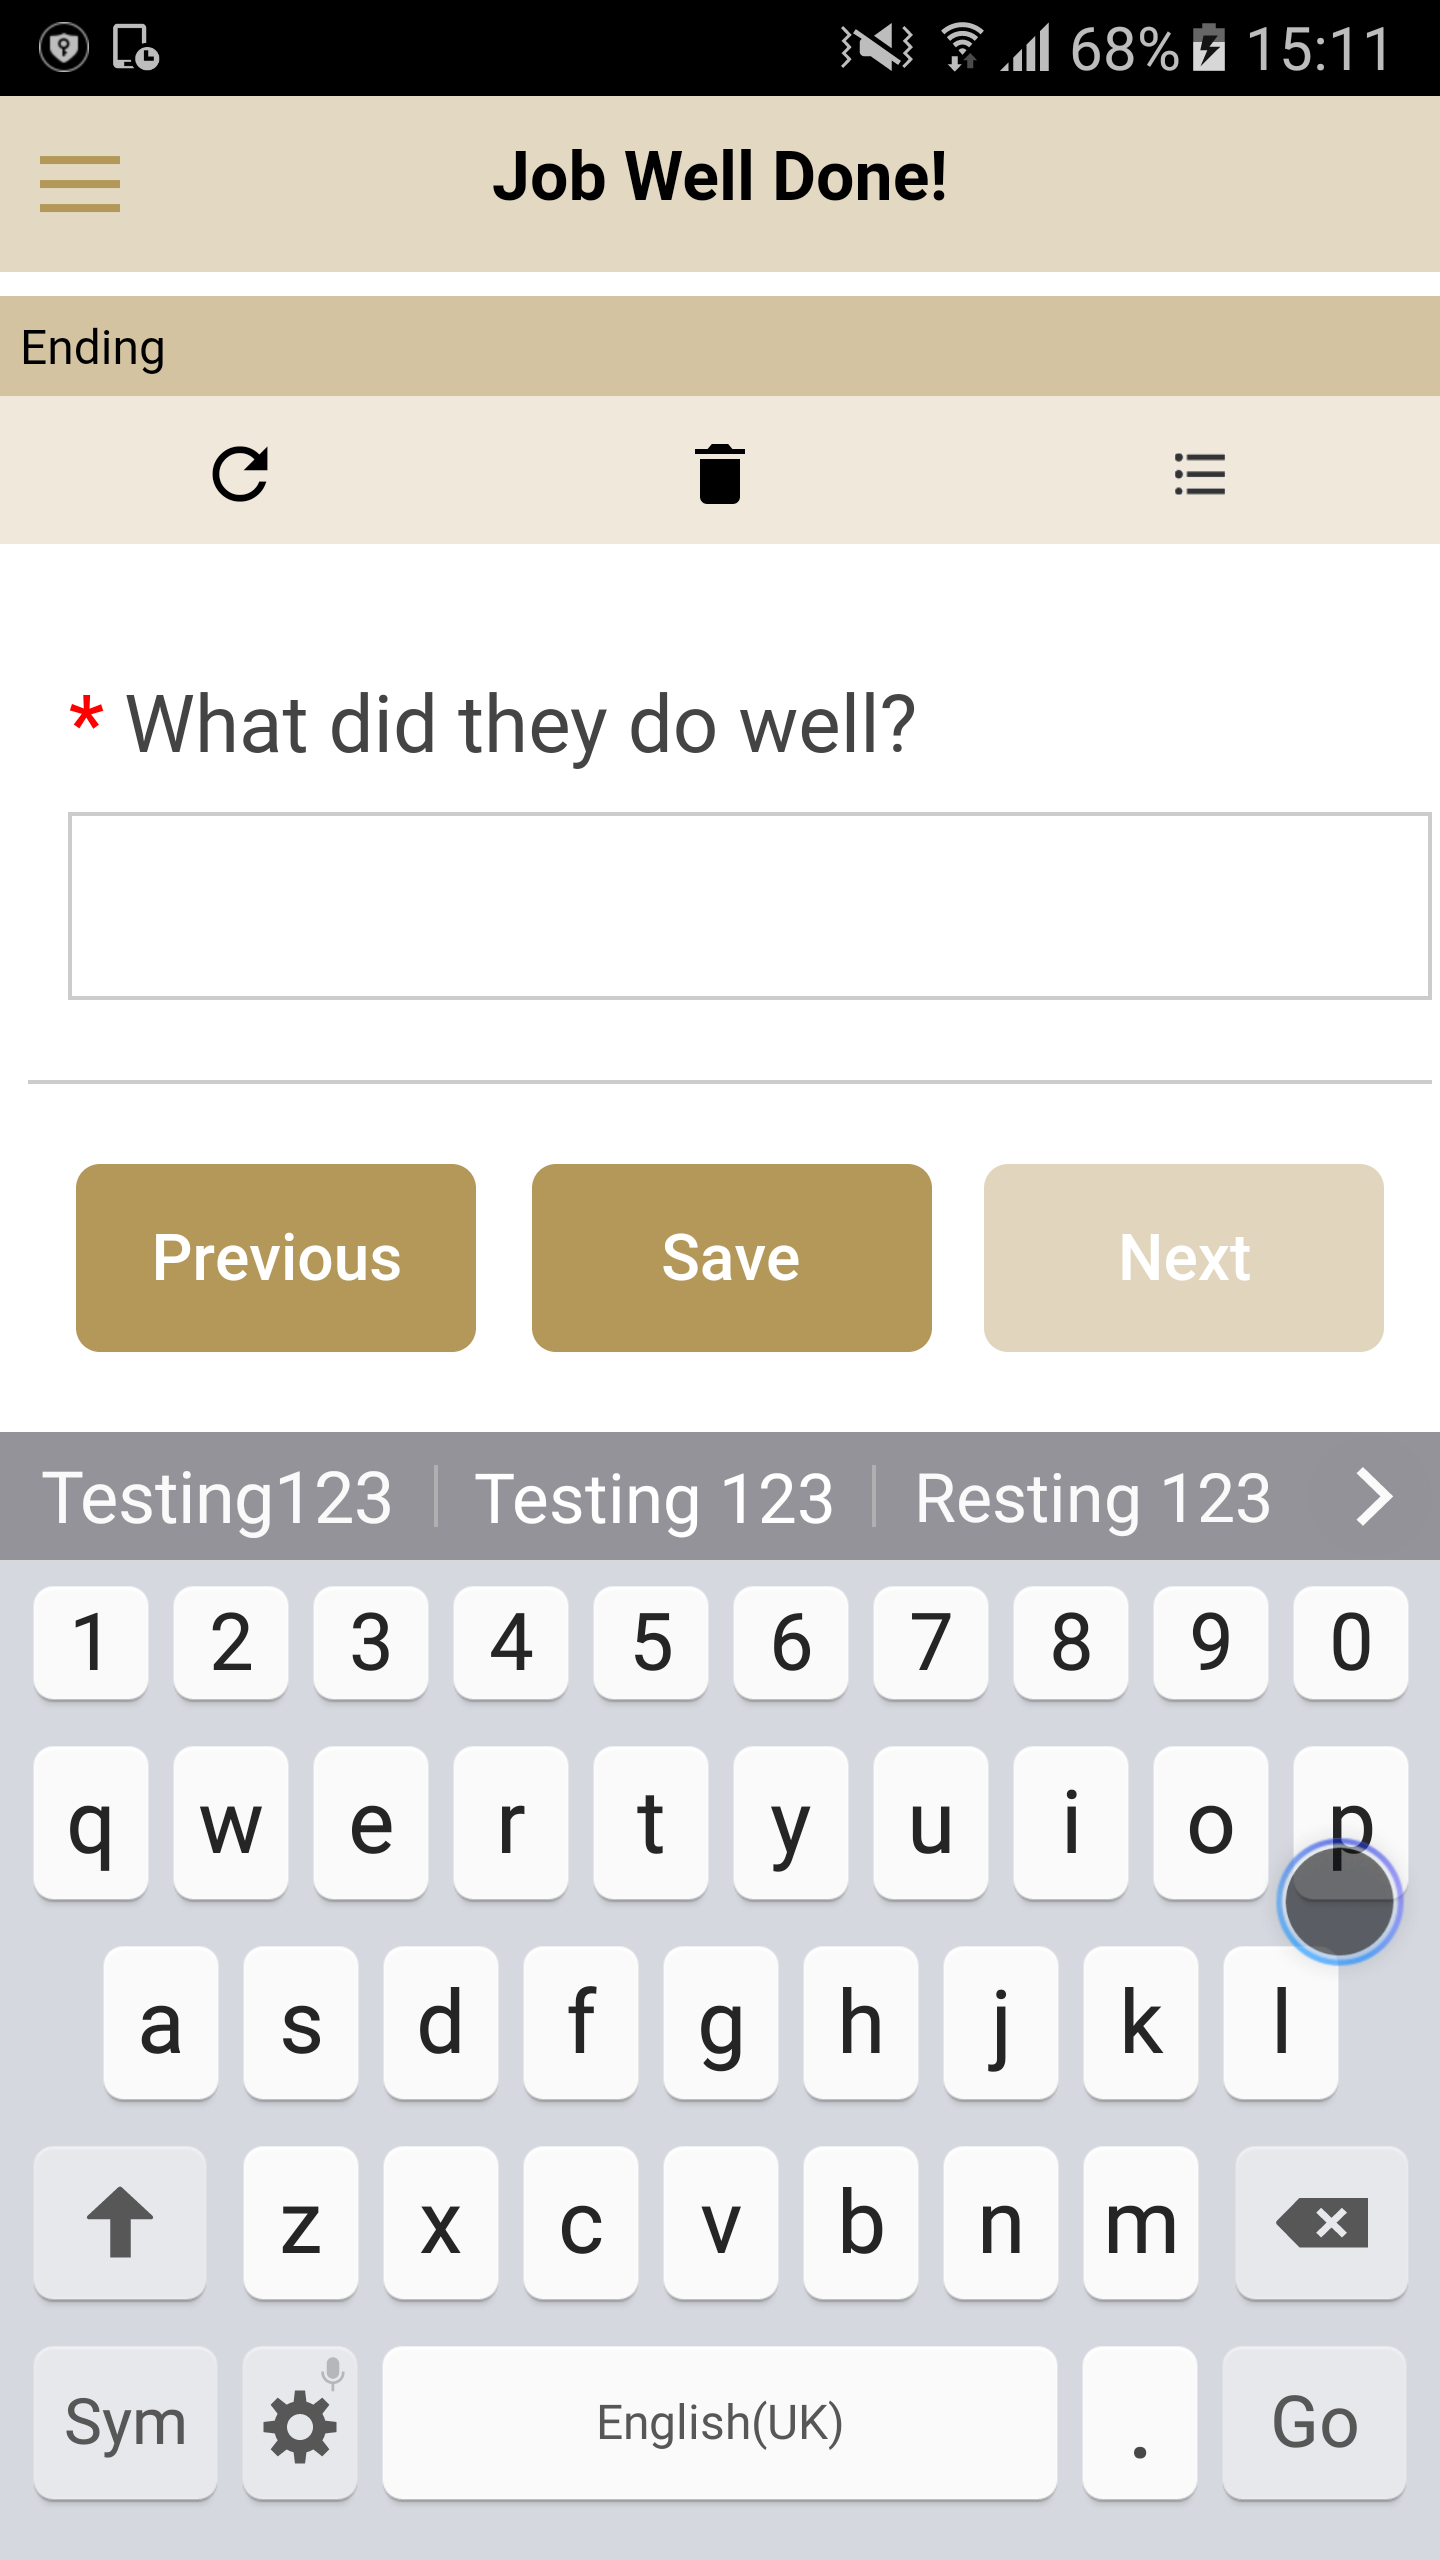 68% 15:11
Job Well Done!
Ending
* What did they do well?
Previous Save Next
Testing123 Testing 123 Resting 123
1 2 3 4 5 6 7 8 9 0
q w e r t y u i o p
a s d f g h j k l
z x c v b n m
Sym English(UK) . Go